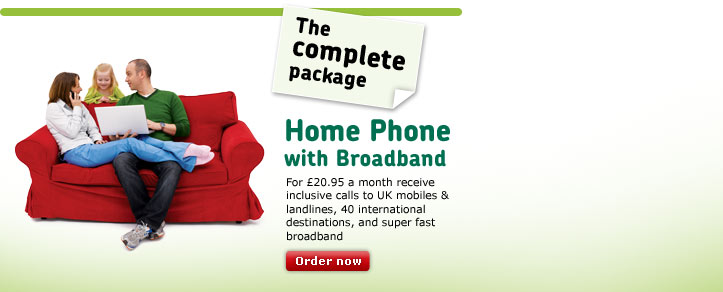 The
complete
package
Home Phone
with Broadband
For £20.95 a month receive
inclusive calls to UK mobiles &
landlines, 40 international
destinations, and super fast
broadband
Order now